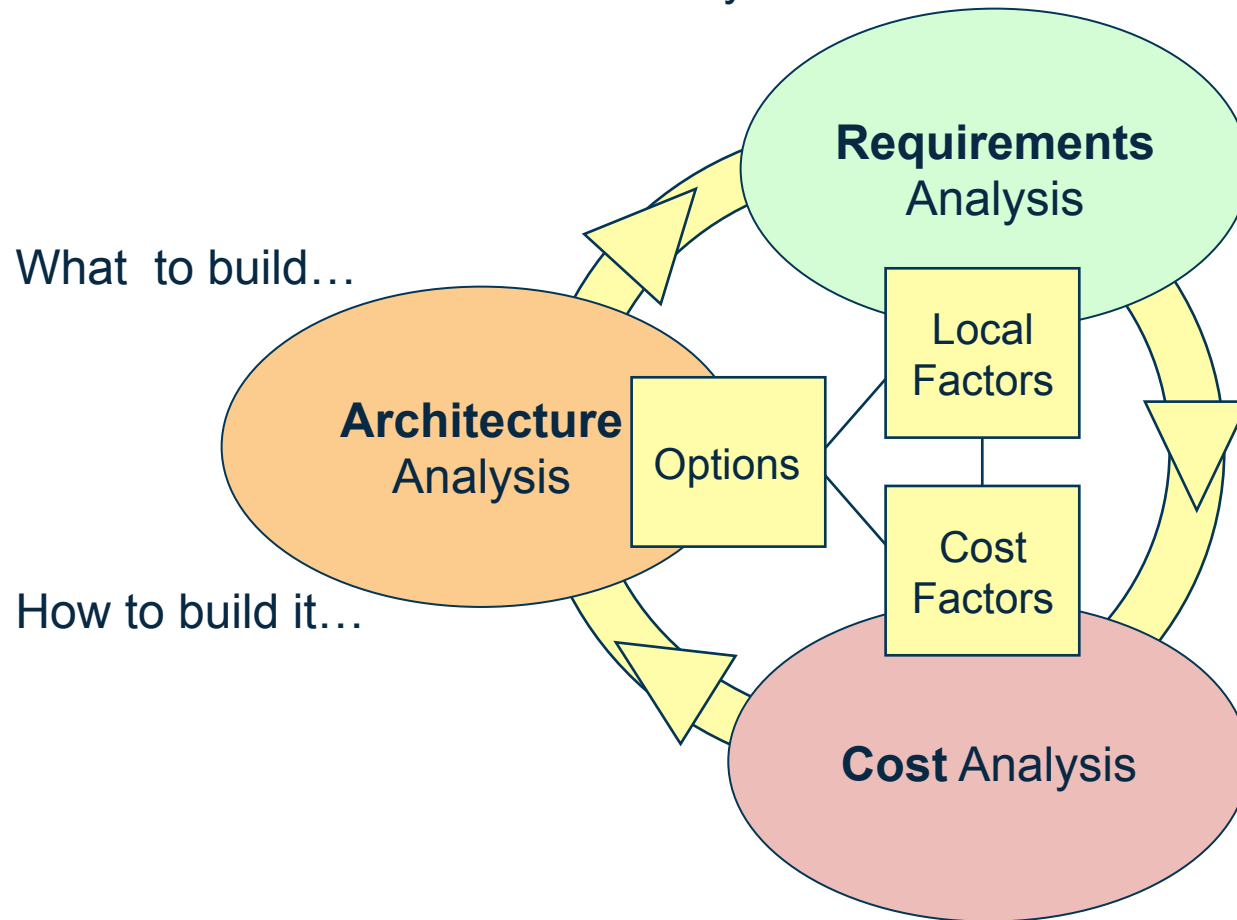 Requirements
Analysis
What  to build…
Local
Factors
Architecture
Analysis
Options
Cost
Factors
How to build it…
Cost Analysis